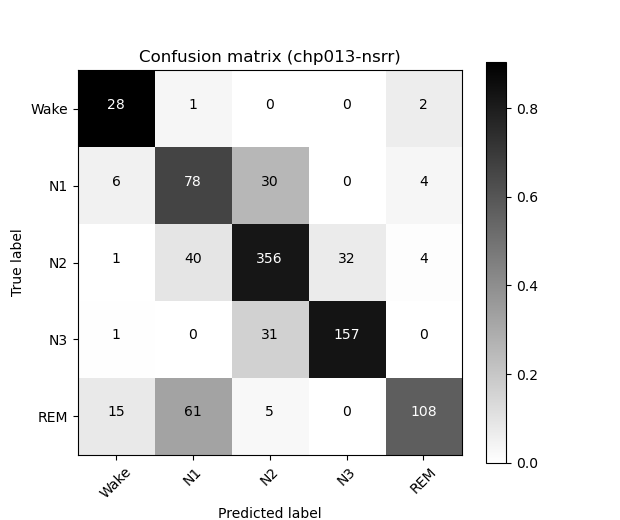 Confusion matrix (chp013-nsrr)
Wake 28 1 0 0 2
N1 6 78 30 0 4
N2 1 40 356 32 4
N3 1 0 31 157 0
REM 15 61 5 0 108
Wake N1 N2 N3 REM
Predicted label
True label
0.8
0.6
0.4
0.2
0.0